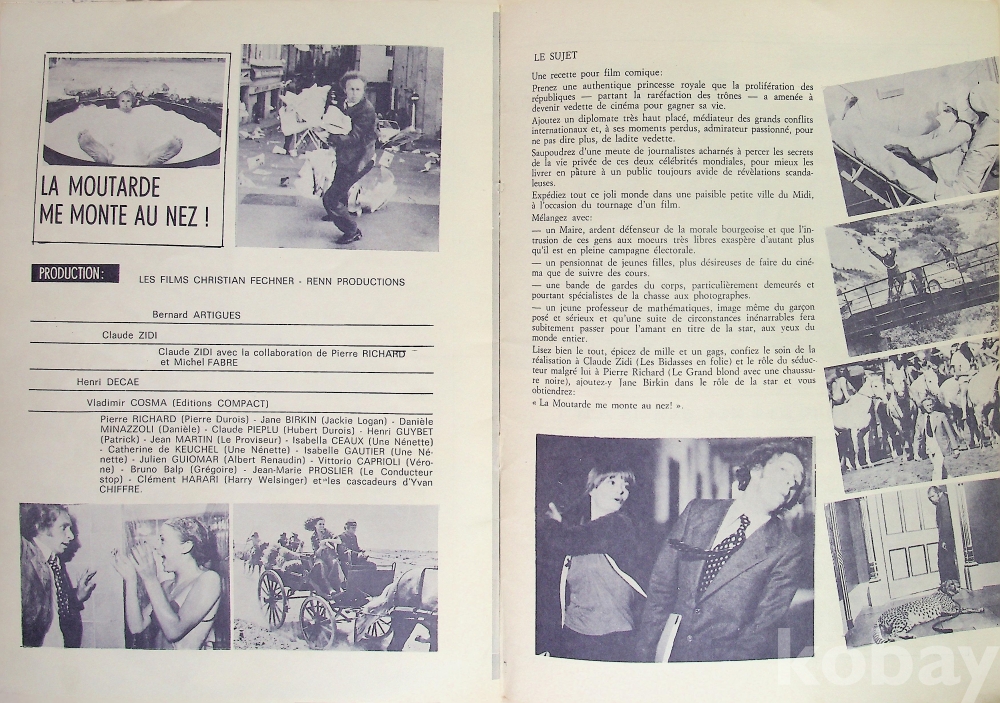 LA MOUTARDE
ME MONTE AU NEZ !
PRODUCTION:
LES FILMS CHRISTIAN FECHNER - RENN PRODUCTIONS
Bernard ARTIGUES
Claude ZIDI
Claude ZIDI avec la collaboration de Pierre RICHARD
et Michel FABRE
Henri DECAE
Vladimir COSMA (Editions COMPACT)
Pierre RICHARD (Pierre Durois) - Jane BIRKIN (Jackie Logan) - Danièle
MINAZZOLI (Danièle) - Claude PIEPLU (Hubert Durois) - Henri GUYBET
(Patrick) - Jean MARTIN (Le Proviseur) - Isabella CEAUX (Une Nénette)
- Catherine de KEUCHEL (Une Nénette) - Isabelle GAUTIER (Une Né-
nette) - Julien GUIOMAR (Albert Renaudin) - Vittorio CAPRIOLI (Véro-
ne) - Bruno Balp (Grégoire) - Jean-Marie PROSLIER (Le Conducteur
stop) - Clément HARARI (Harry Welsinger) et les cascadeurs d'Yvan
CHIFFRE.
LE SUJET
Une recette pour film comique:
Prenez une authentique princesse royale que la prolifération des
républiques — partant la raréfaction des trônes — a amenée à
devenir vedette de cinéma pour gagner sa vie.
Ajoutez un diplomate très haut placé, médiateur des grands conflits
internationaux et, à ses moments perdus, admirateur passionné, pour
ne pas dire plus, de ladite vedette.
Saupoudrez d'une meute de journalistes acharnés à percer les secrets
de la vie privée de ces deux célébrités mondiales, pour mieux les
livrer en pâture à un public toujours avide de révèlations scanda-
leuses.
Expédiez tout ce joli monde dans une paisible petite ville du Midi,
à l'occasion du tournage d'un film.
Mélangez avec:
— un Maire, ardent défenseur de la morale bourgeoise et que l'in-
trusion de ces gens aux moeurs très libres exaspère d'autant plus
qu'il est en pleine campagne électorale.
— un pensionnat de jeunes filles, plus désireuses de faire du ciné-
ma que de suivre des cours.
— une bande de gardes du corps, particulièrement demeurés et
pourtant spécialistes de la chasse aux photographes.
— un jeune professeur de mathématiques, image même du garçon
posé et sérieux et qu'une suite de circonstances inénarrables fera
subitement passer pour l'amant en titre de la star, aux yeux du
monde entier.
Lisez bien le tout, épicez de mille et un gags, confiez le soin de la
réalisation à Claude Zidi (Les Bidasses en folie) et le rôle du séduc-
teur malgré lui à Pierre Richard (Le Grand blond avec une chaussu-
re noire), ajoutez-y Jane Birkin dans le rôle de la star et vous
obtiendrez:
« La Moutarde me monte au nez! ».
kobay